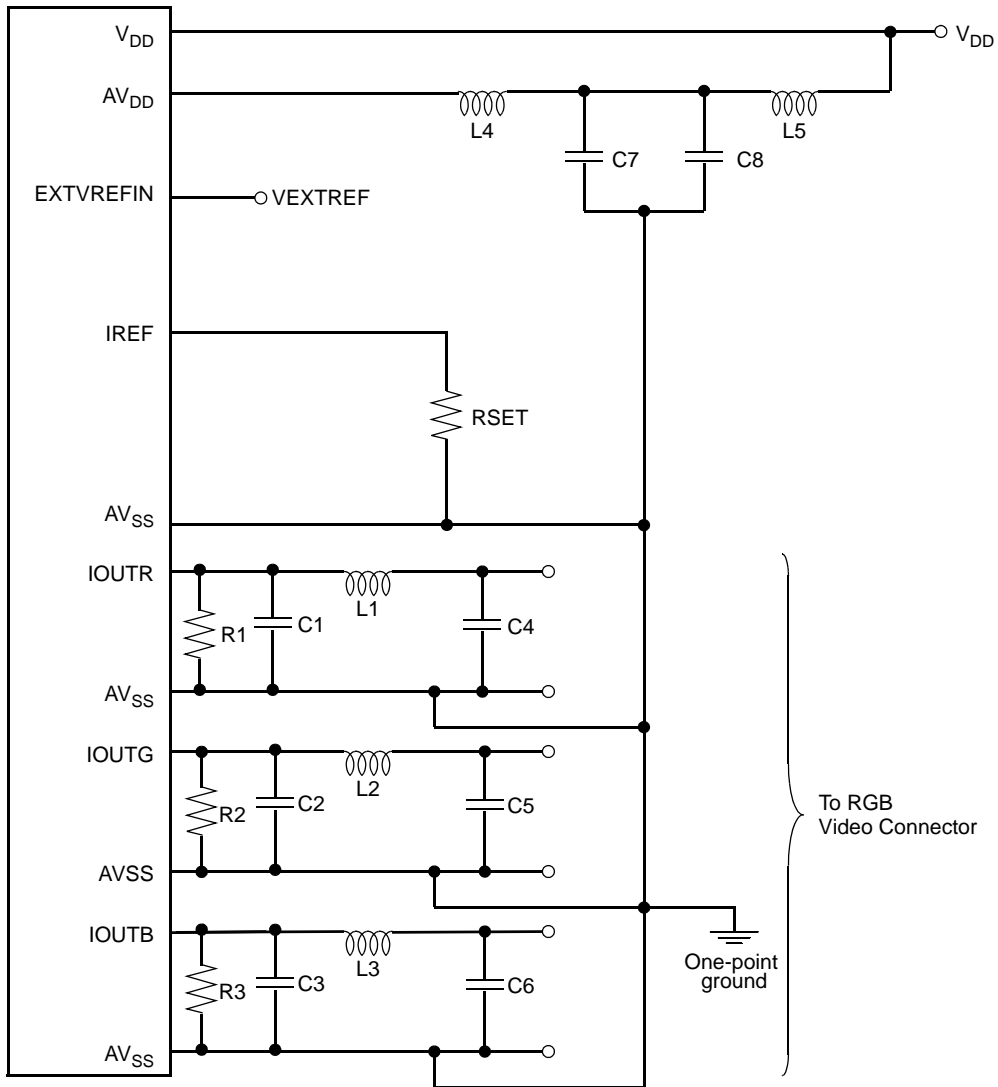 VDD
VDD
AVDD
L4
L5
C7
C8
EXTVREFIN
VEXTREF
IREF
RSET
AVSS
IOUTR
L1
R1
C1
C4
AVSS
IOUTG
L2
R2
C2
C5
To RGB
Video Connector
AVSS
IOUTB
L3
R3
C3
C6
One-point
ground
AVSS